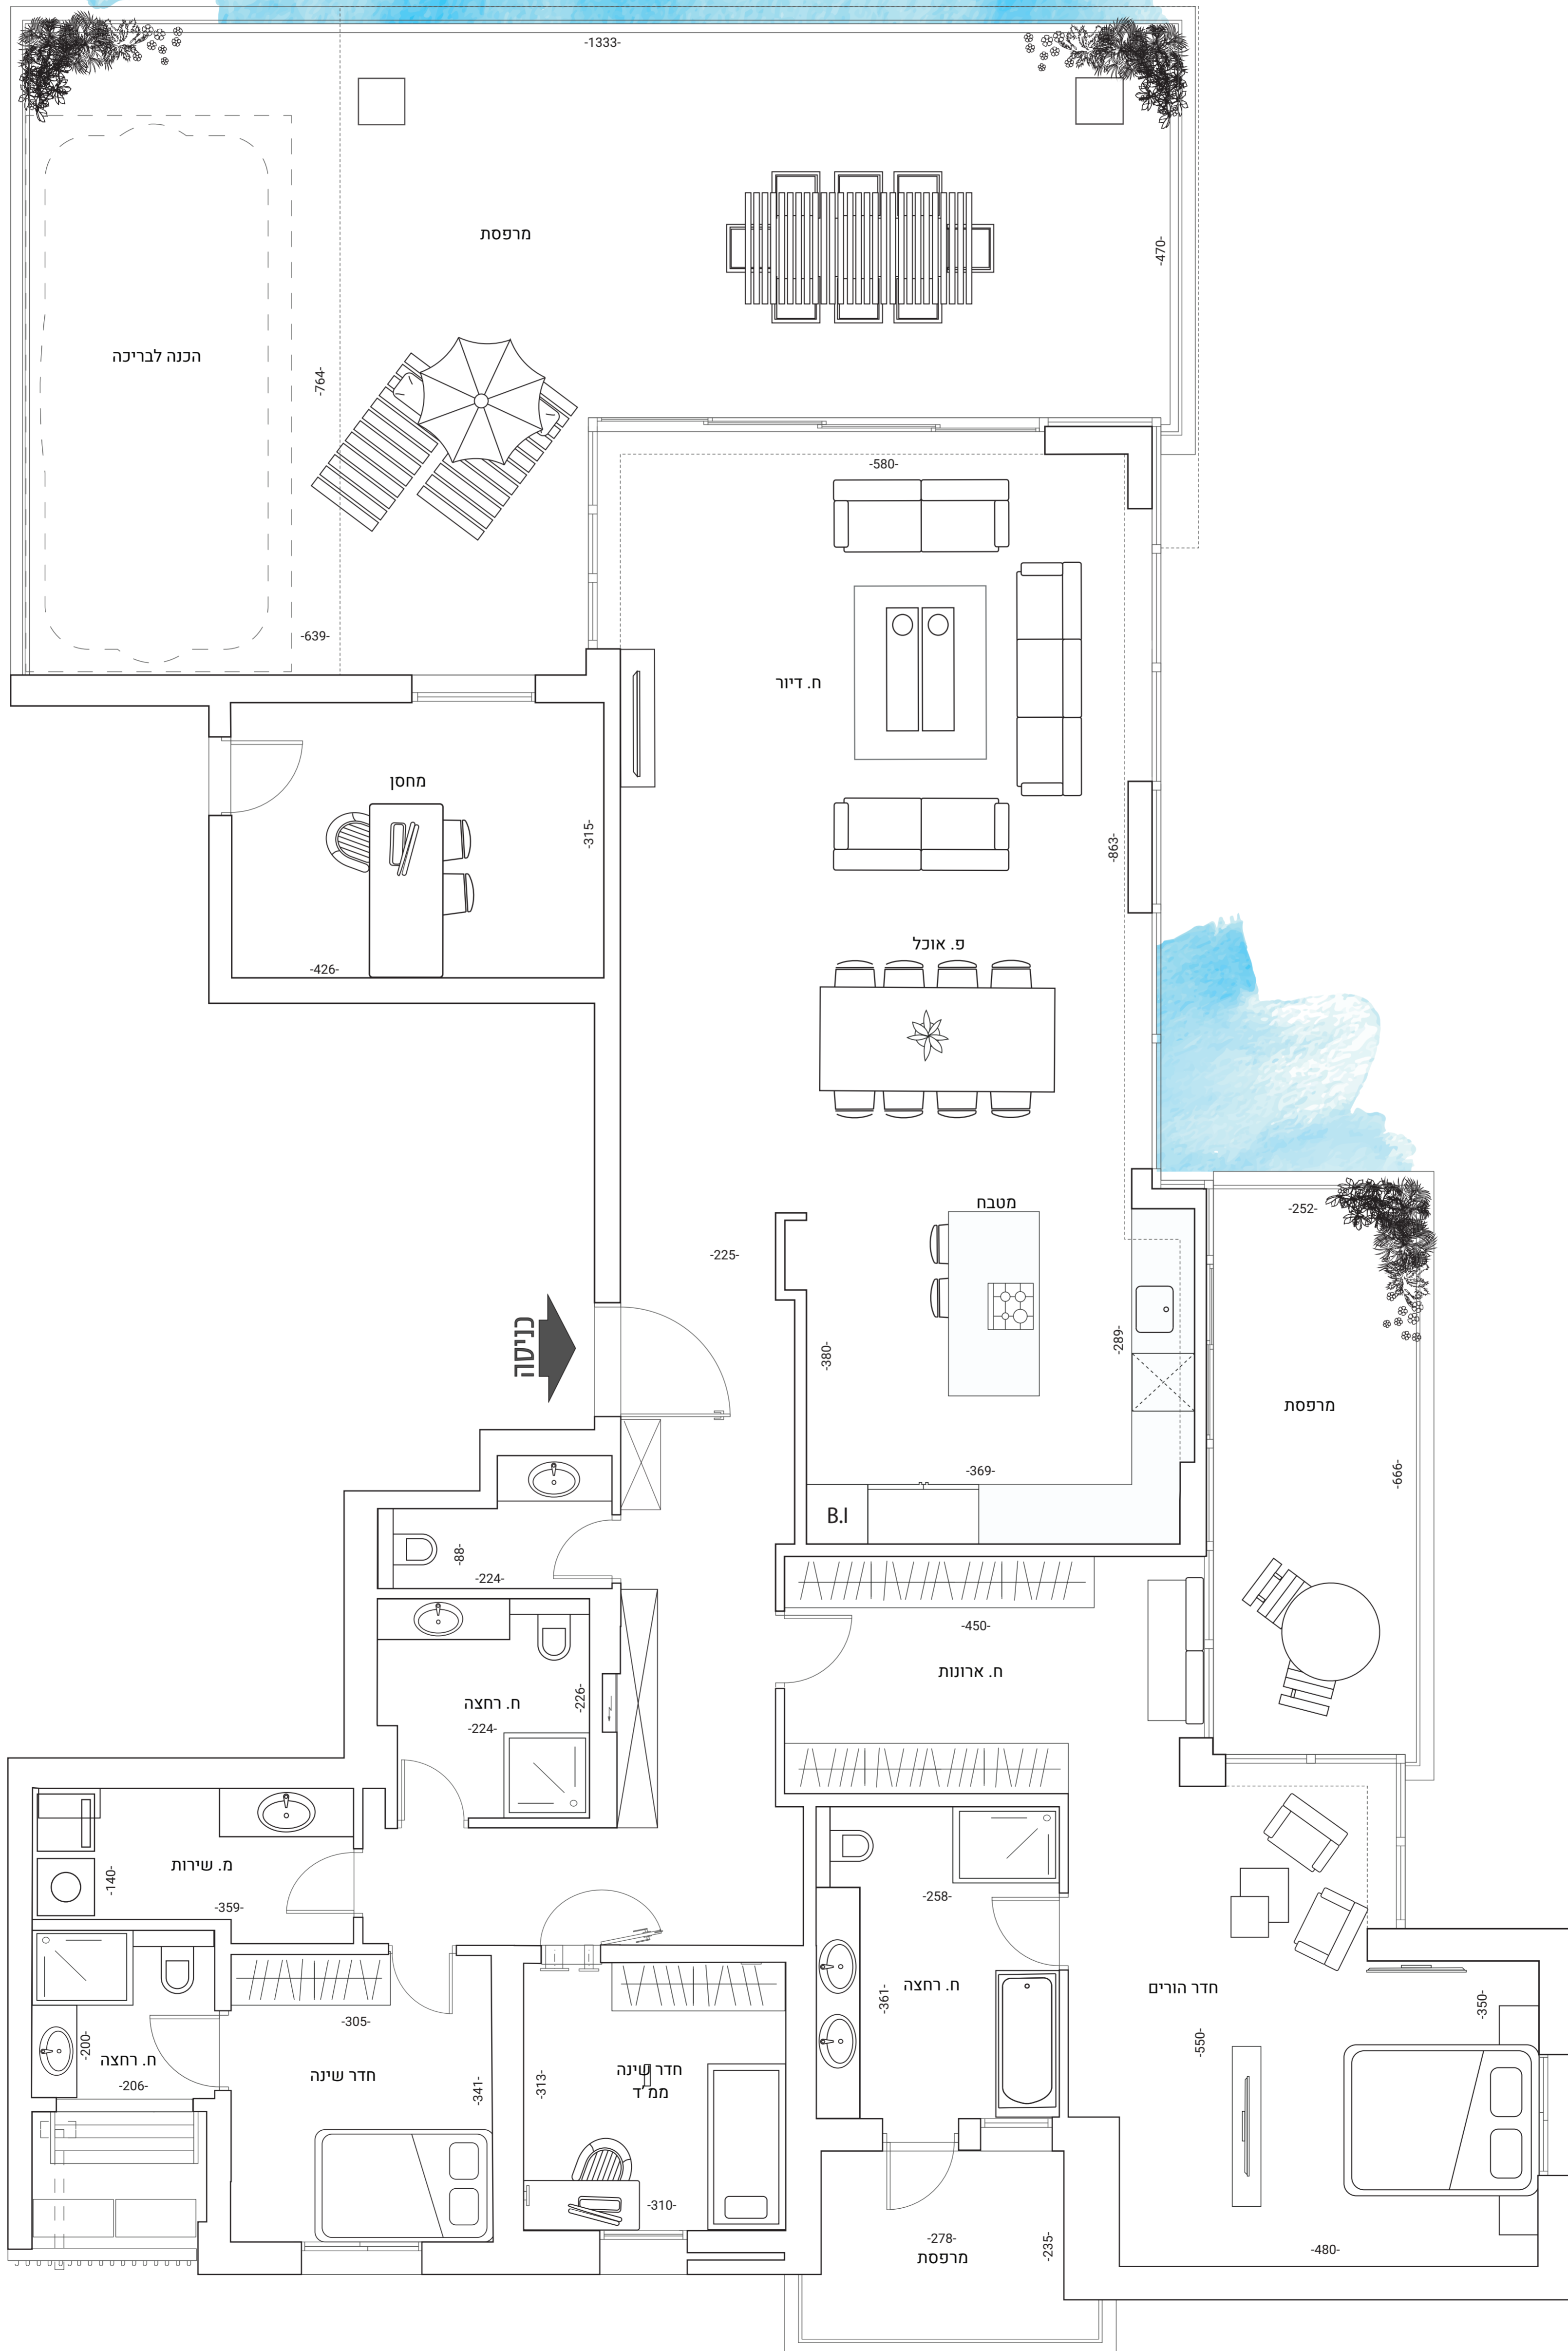 -1333-
-470-
מרפסת
הכנה לבריכה
-764-
-580-
-639-
ח. דיור
מחסן
-315-
-863-
-426-
פ. אוכל
מטבח
-252-
-225-
כניסה
-380-
-289-
מרפסת
-369-
-666-
B.I
-88-
-224-
-450-
ח. ארונות
ח. רחצה
-226-
-224-
מ. שירות
-140-
-359-
-258-
ח. רחצה
-361-
חדר הורים
-350-
-550-
-305-
-200-
ח. רחצה
-206-
חדר שינה
-341-
-313-
חדר שינה
ממ'ד
-310-
-278-
מרפסת
-235-
-480-